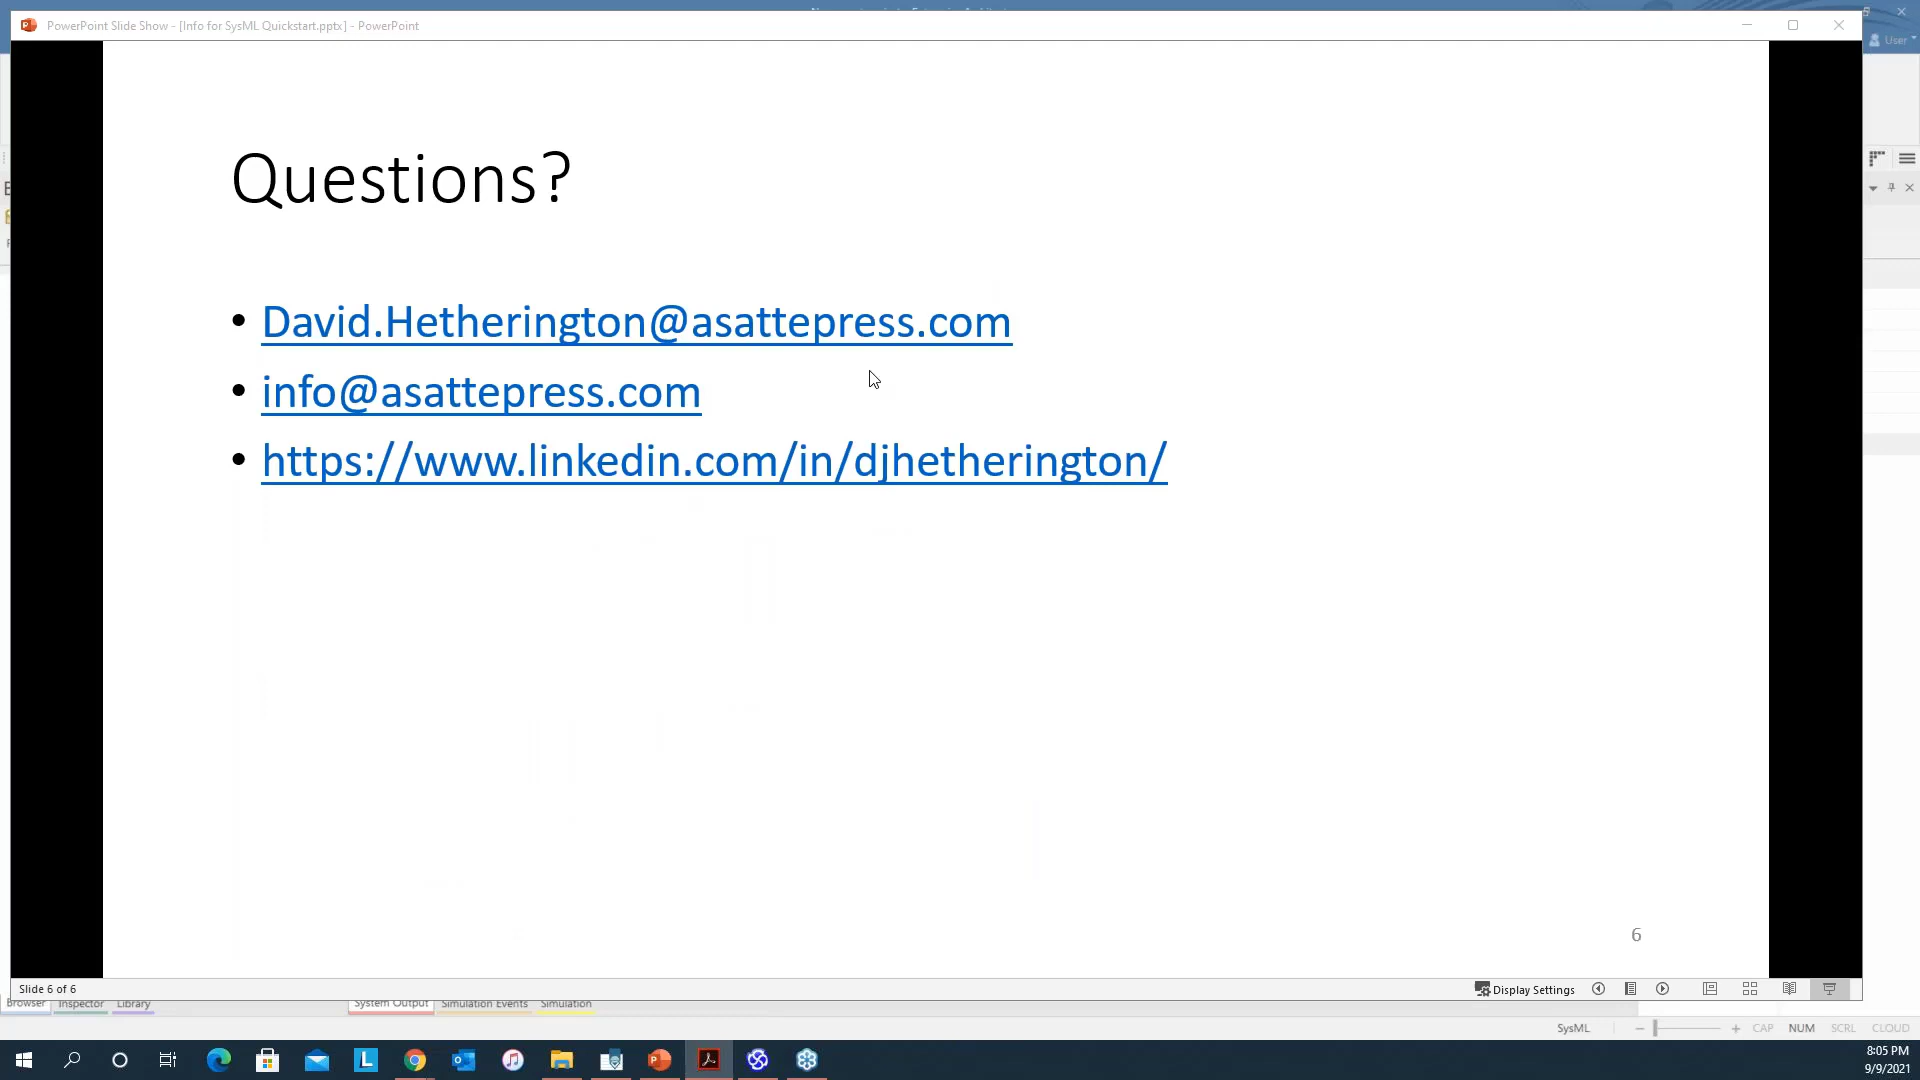 PowerPoint Slide Show - [Info for SysML Quickstart.pptx] - PowerPoint
User
Questions?
• David.Hetherington@asattepress.com
• info@asattepress.com
• https://www.linkedin.com/in/djhetherington/
6
Slide 6 of 6
Display Settings
Browser Inspector Library System Output Simulation Events Simulation
SysML CAP NUM SCRL CLOUD
8:05 PM
9/9/2021